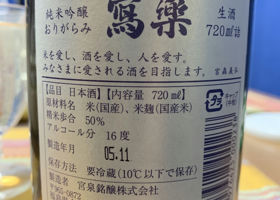 純米吟醸
おりがらみ
寫樂
生酒
720ml詰
米を愛し、酒を愛し、人を愛す。
みなさまに愛される酒を目指します。 宮森義弘
品目 日本酒 【内容量 720ml】
原材料名 米(国産)、米麹(国産米)
精米歩合 50%
アルコール分 16度
製造年月 05.11
保存方法 要冷蔵(10℃以下で保存)
製造者 宮泉銘醸株式会社
〒965-0872
キャップ